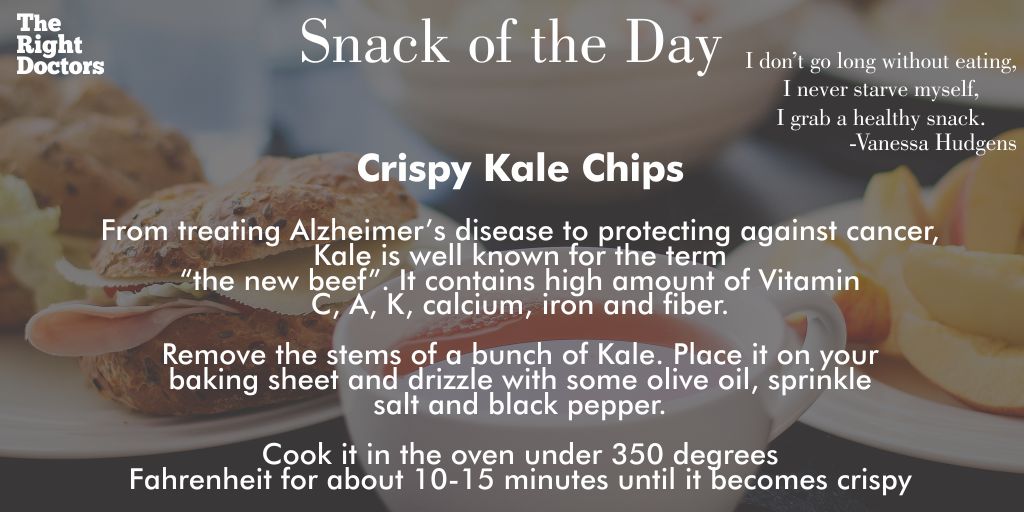 The
Right
Doctors
Snack of the Day
I don't go long without eating,
I never starve myself,
I grab a healthy snack.
-Vanessa Hudgens
Crispy Kale Chips
From treating Alzheimer's disease to protecting against cancer,
Kale is well known for the term
“the new beef” . It contains high amount of Vitamin
C, A, K, calcium, iron and fiber.
Remove the stems of a bunch of Kale. Place it on your
baking sheet and drizzle with some olive oil, sprinkle
salt and black pepper.
Cook it in the oven under 350 degrees
Fahrenheit for about 10-15 minutes until it becomes crispy